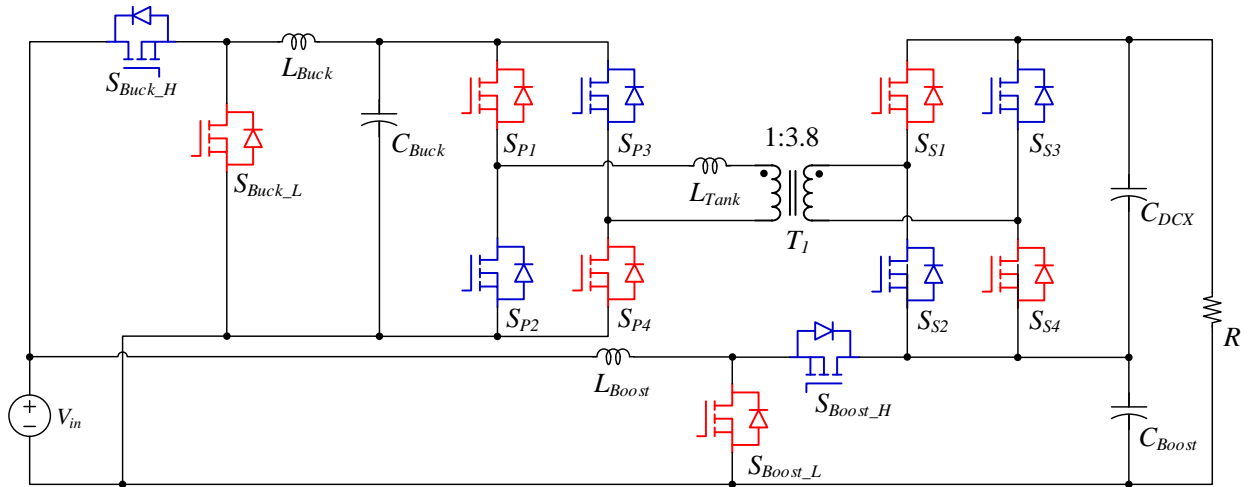 S_Buck_H
L_Buck
S_Buck_L
C_Buck
S_P1
S_P3
1:3.8
L_Tank
T_1
S_S1
S_S3
C_DCX
S_P2
S_P4
S_S2
S_S4
R
L_Boost
S_Boost_H
V_in
S_Boost_L
C_Boost